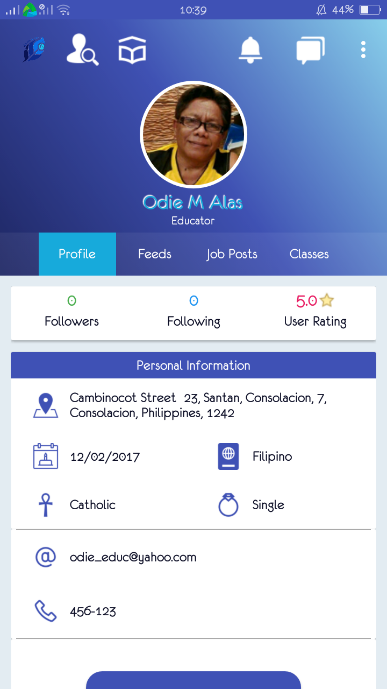 10:39
44%
Odie M Alas
Educator
Profile Feeds Job Posts Classes
0 0 5.0
Followers Following User Rating
Personal Information
Cambinocot Street 23, Santan, Consolacion, 7,
Consolacion, Philippines, 1242
12/02/2017 Filipino
Catholic Single
odie_educ@yahoo.com
456-123